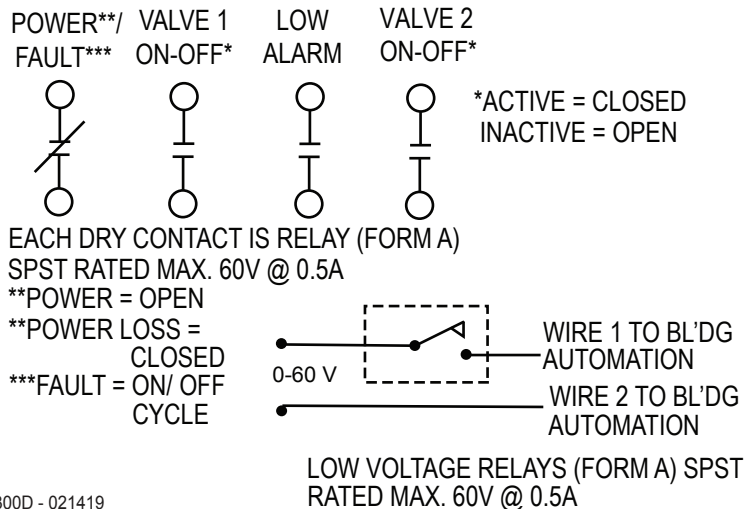 POWER**/ VALVE 1 LOW VALVE 2
FAULT*** ON-OFF* ALARM ON-OFF*
*ACTIVE = CLOSED
INACTIVE = OPEN
EACH DRY CONTACT IS RELAY (FORM A)
SPST RATED MAX. 60V @ 0.5A
**POWER = OPEN
**POWER LOSS =
CLOSED
***FAULT = ON/ OFF
CYCLE
0-60 V
WIRE 1 TO BL'DG
AUTOMATION
WIRE 2 TO BL'DG
AUTOMATION
LOW VOLTAGE RELAYS (FORM A) SPST
RATED MAX. 60V @ 0.5A
300D - 021419